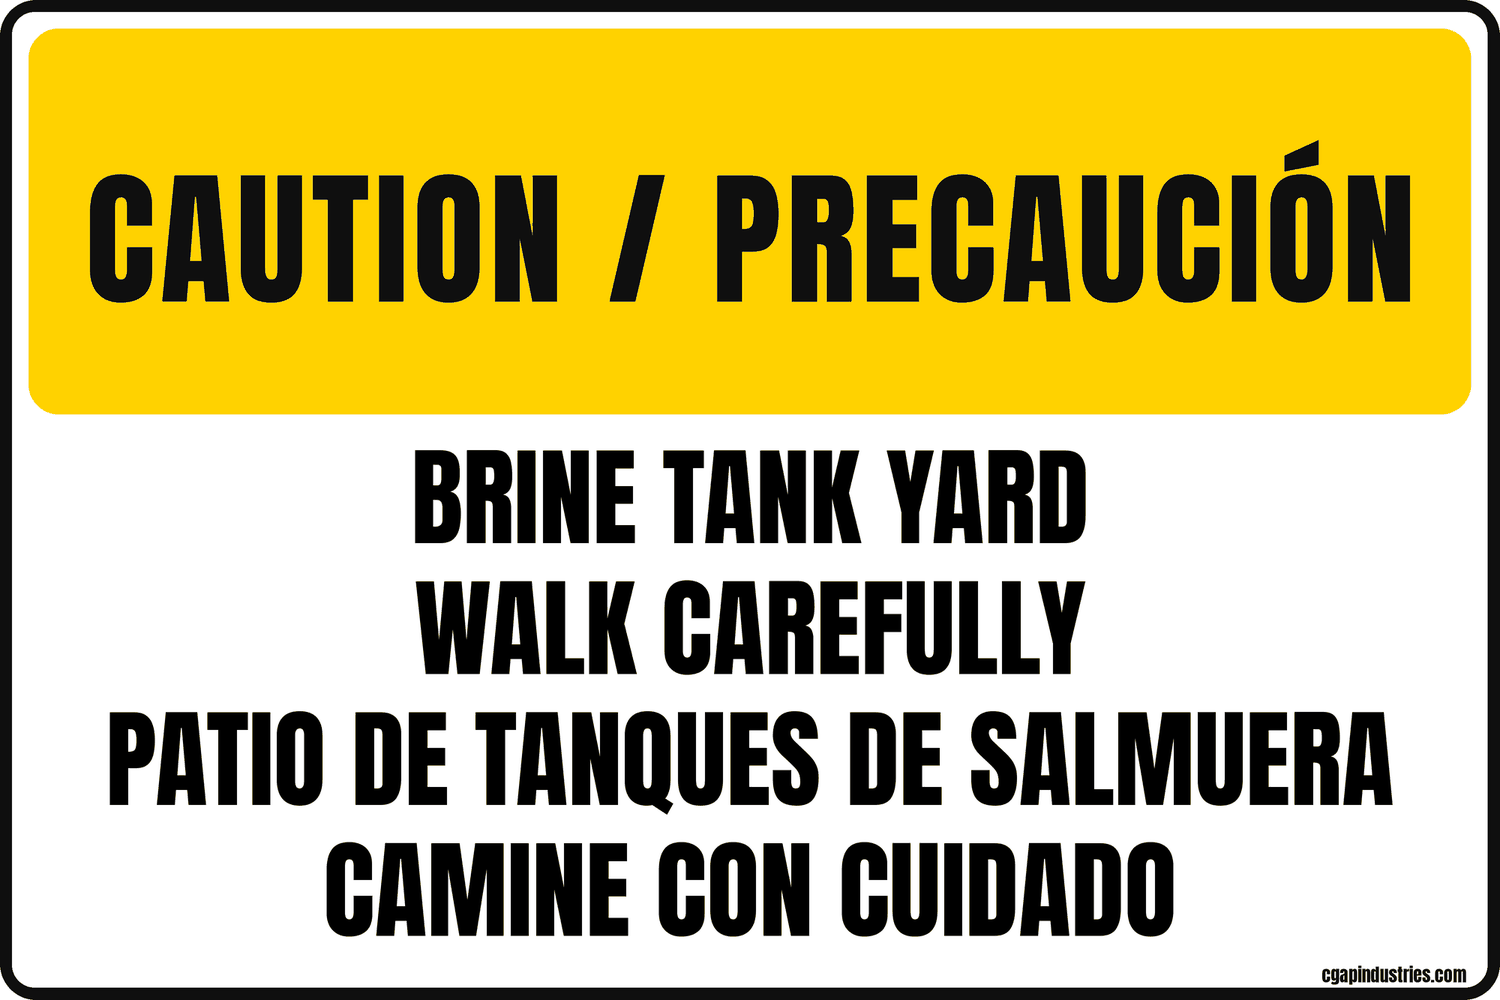 CAUTION / PRECAUCIÓN
BRINE TANK YARD
WALK CAREFULLY
PATIO DE TANQUES DE SALMUERA
CAMINE CON CUIDADO
cgapindustries.com